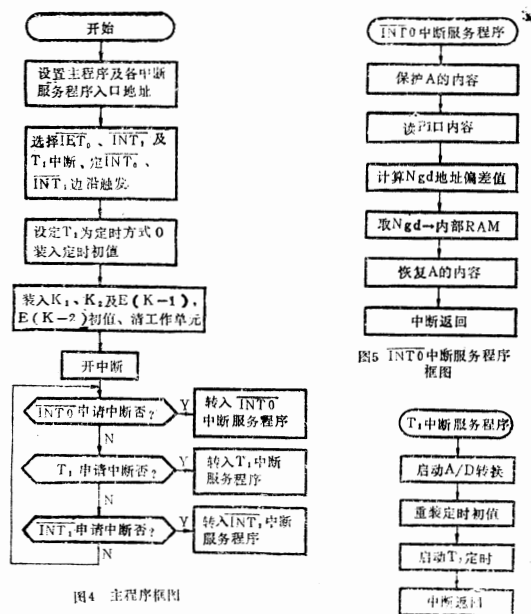 开始
设置主程序及各中断
服务程序入口地址
选择IET₀、INT₁及
T₁中断、定INT₀、
INT₁边沿触发
设定T₁为定时方式0
装入定时初值
装入K₁、K₂及E(K-1),
E(K-2)初值、清工作单元
开中断
INT0申请中断否?
Y
转入INT0
中断服务程序
N
T₁申请中断否?
Y
转入T₁中断
服务程序
N
INT₁申请中断否?
Y
转入INT₁中断
服务程序
N
图4 主程序框图
INT0中断服务程序
保护A的内容
读P1口内容
计算Ngd地址偏差值
取Ngd→内部RAM
恢复A的内容
中断返回
图5 INT0中断服务程序
框图
T₁中断服务程序
启动A/D转换
重装定时初值
启动T₁定时
中断返回